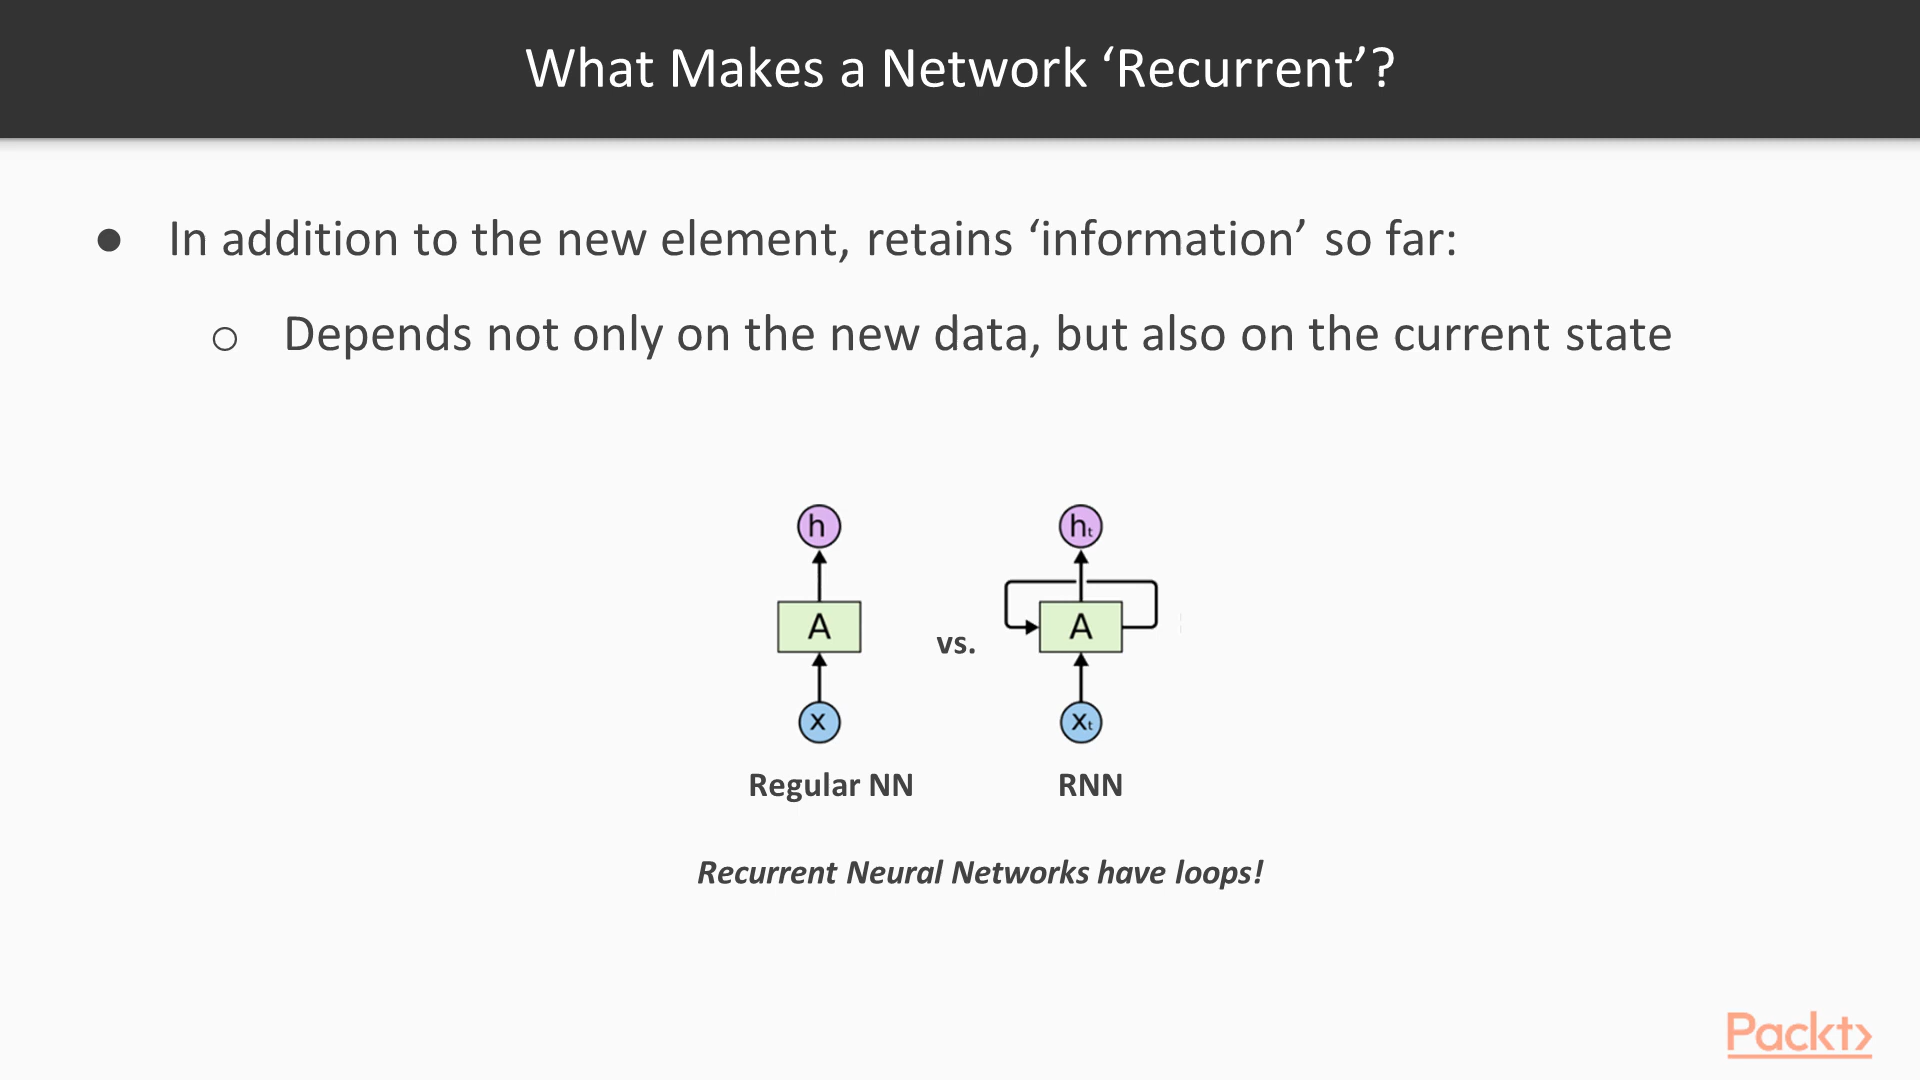 What Makes a Network ‘Recurrent’?
● In addition to the new element, retains ‘information’ so far:
○ Depends not only on the new data, but also on the current state
h hₜ
A vs. A
x xₜ
Regular NN RNN
Recurrent Neural Networks have loops!
Packt>